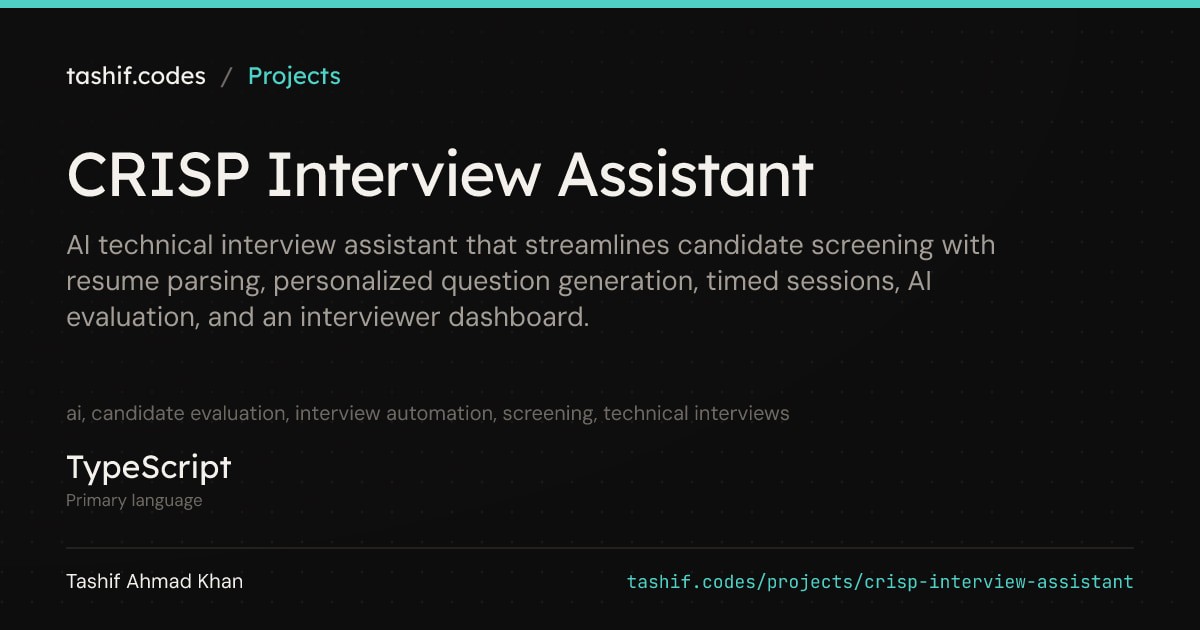 tashif.codes / Projects
CRISP Interview Assistant
AI technical interview assistant that streamlines candidate screening with
resume parsing, personalized question generation, timed sessions, AI
evaluation, and an interviewer dashboard.
ai, candidate evaluation, interview automation, screening, technical interviews
TypeScript
Primary language
Tashif Ahmad Khan
tashif.codes/projects/crisp-interview-assistant